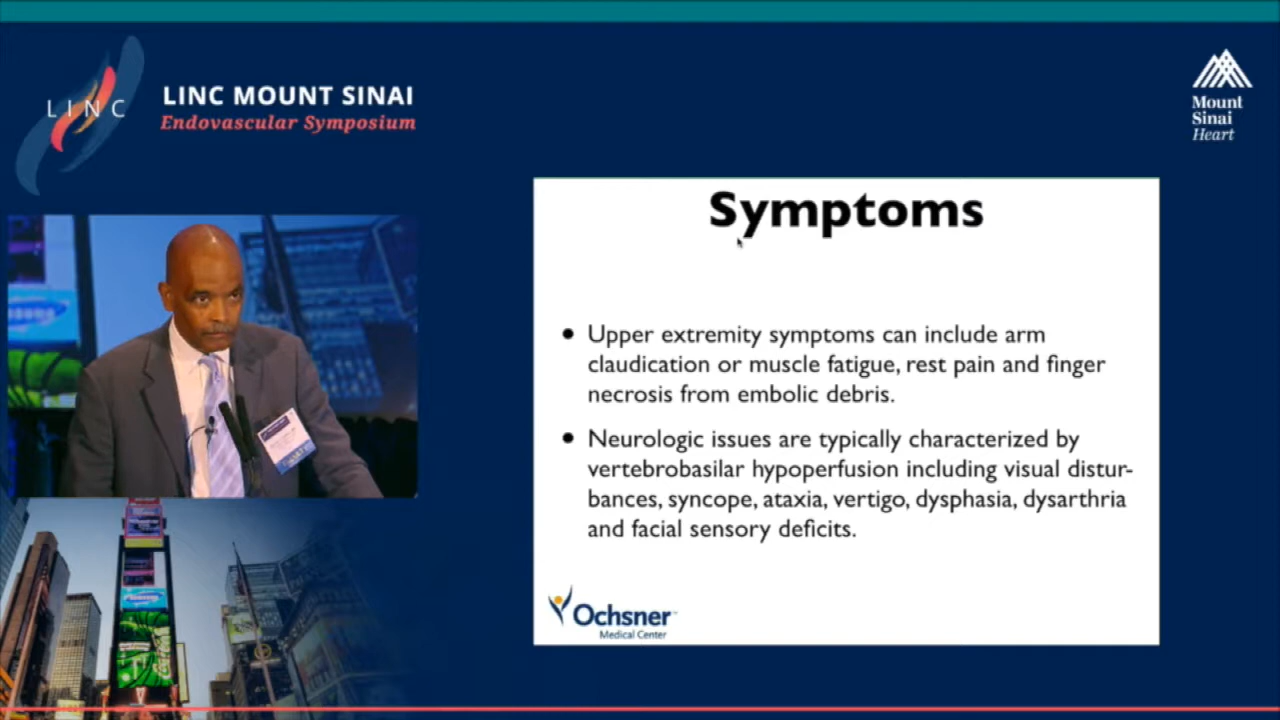 LINC
LINC MOUNT SINAI
Endovascular Symposium
Mount
Sinai
Heart
Symptoms
• Upper extremity symptoms can include arm
claudication or muscle fatigue, rest pain and finger
necrosis from embolic debris.
• Neurologic issues are typically characterized by
vertebrobasilar hypoperfusion including visual distur-
bances, syncope, ataxia, vertigo, dysphasia, dysarthria
and facial sensory deficits.
Ochsner
Medical Center